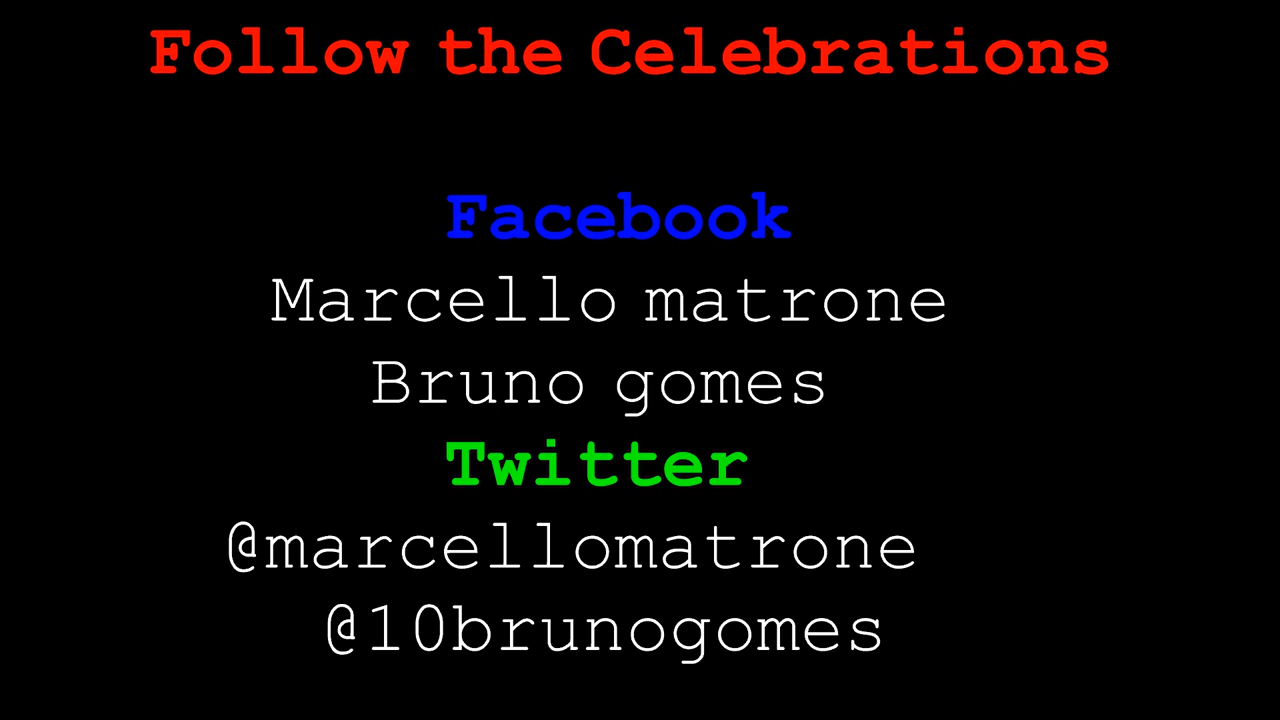 Follow the Celebrations
Facebook
Marcello matrone
Bruno gomes
Twitter
@marcellomatrone
@10brunogomes